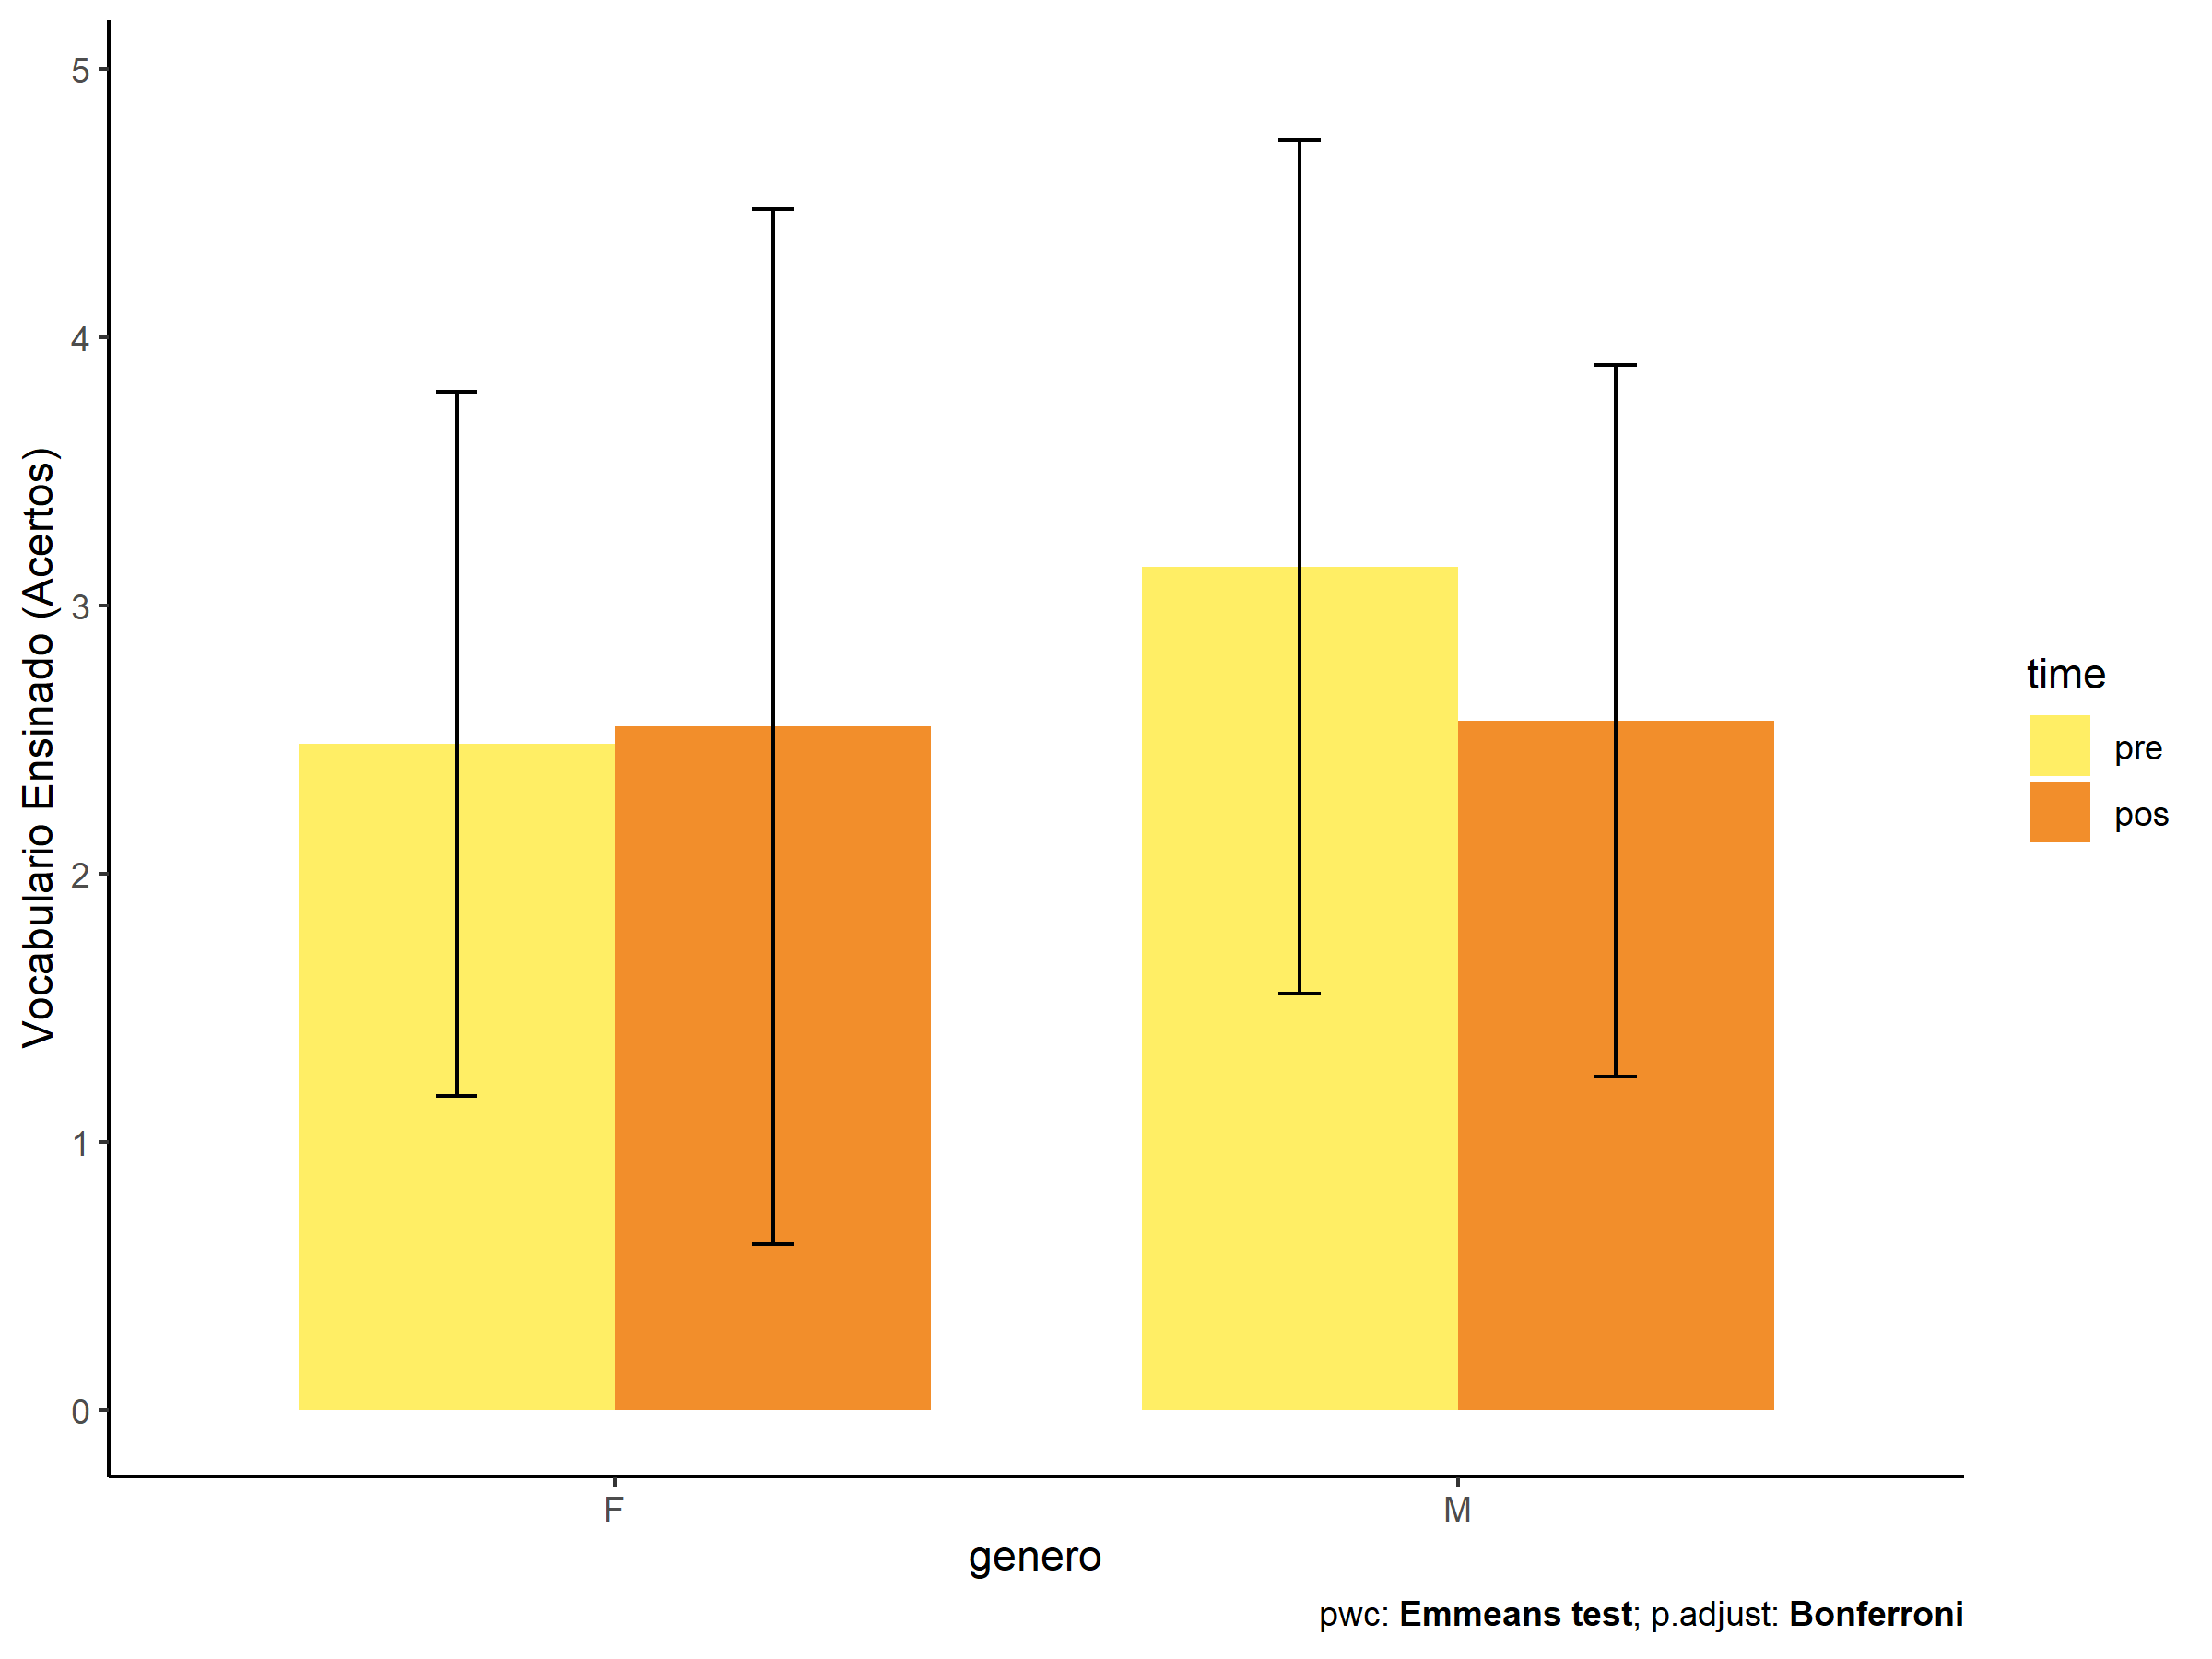 Vocabulario Ensinado (Acertos)
5
4
3
2
1
0
F
M
genero
time
pre
pos
pwc: Emmeans test; p.adjust: Bonferroni